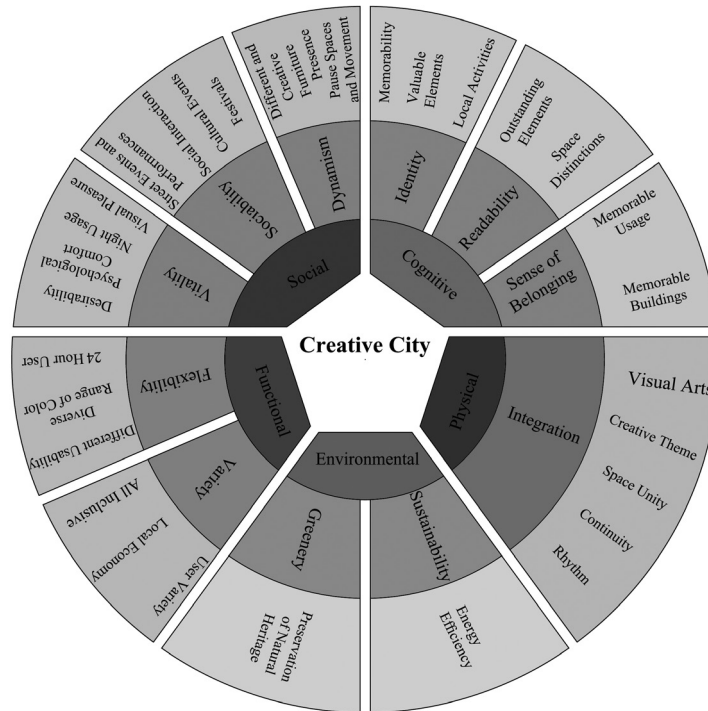 Creative City
Social
Dynamism
Different and
Creative
Furniture
Presence
Pause Spaces
and Movement
Sociability
Street Events and
Performances
Social Interaction
Cultural Events
Festivals
Vitality
Desirability
Psychological
Comfort
Night Usage
Visual Pleasure
Cognitive
Identity
Memorability
Valuable
Elements
Local Activities
Readability
Outstanding
Elements
Space
Distinctions
Sense of
Belonging
Memorable
Usage
Memorable
Buildings
Physical
Integration
Visual Arts
Creative Theme
Space Unity
Continuity
Rhythm
Environmental
Sustainability
Energy
Efficiency
Greenery
Preservation
of Natural
Heritage
Functional
Variety
User Variety
Local Economy
All Inclusive
Flexibility
Different Usability
Diverse
Range of Color
24 Hour User